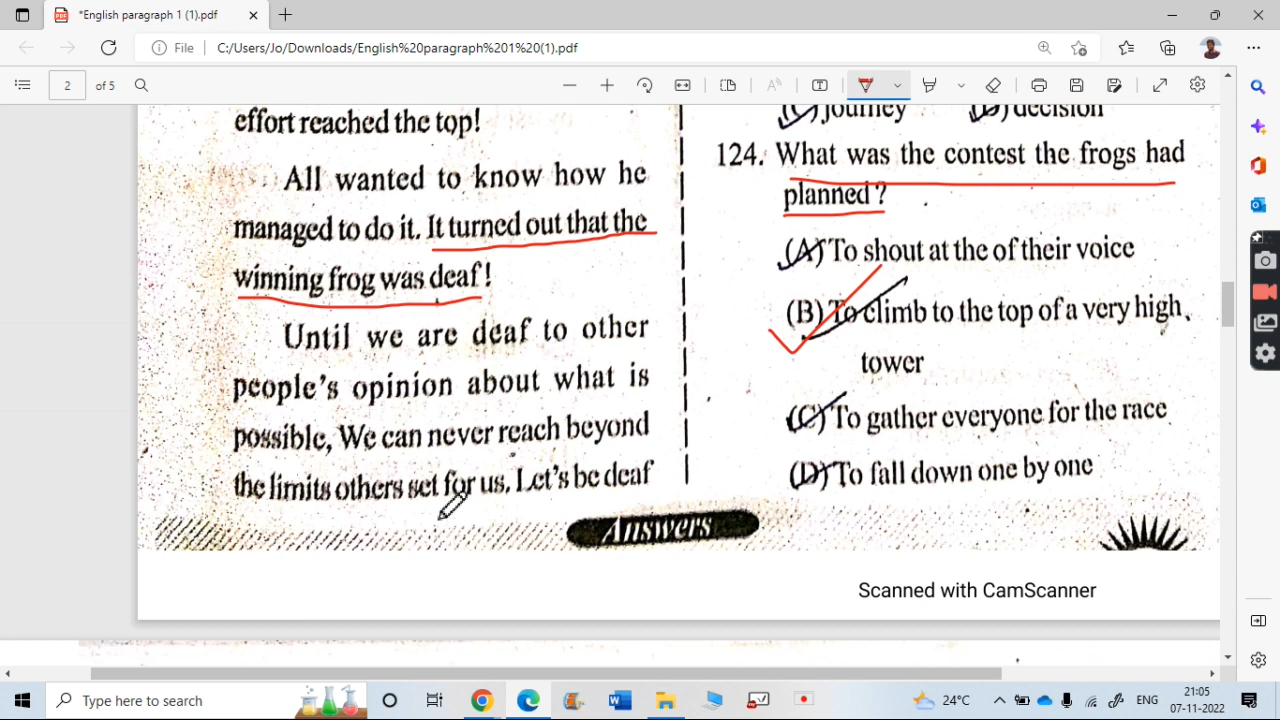 *English paragraph 1 (1).pdf
File
C:/Users/Jo/Downloads/English%20paragraph%201%20(1).pdf
2 of 5
effort reached the top!
All wanted to know how he
managed to do it. It turned out that the
winning frog was deaf!
Until we are deaf to other
people's opinion about what is
possible, We can never reach beyond
the limits others set for us. Let's be deaf
(C) journey (D) decision
124. What was the contest the frogs had
planned?
(A) To shout at the of their voice
(B) To climb to the top of a very high
tower
(C) To gather everyone for the race
(D) To fall down one by one
Answers
Scanned with CamScanner
Type here to search
24°C
ENG
21:05
07-11-2022